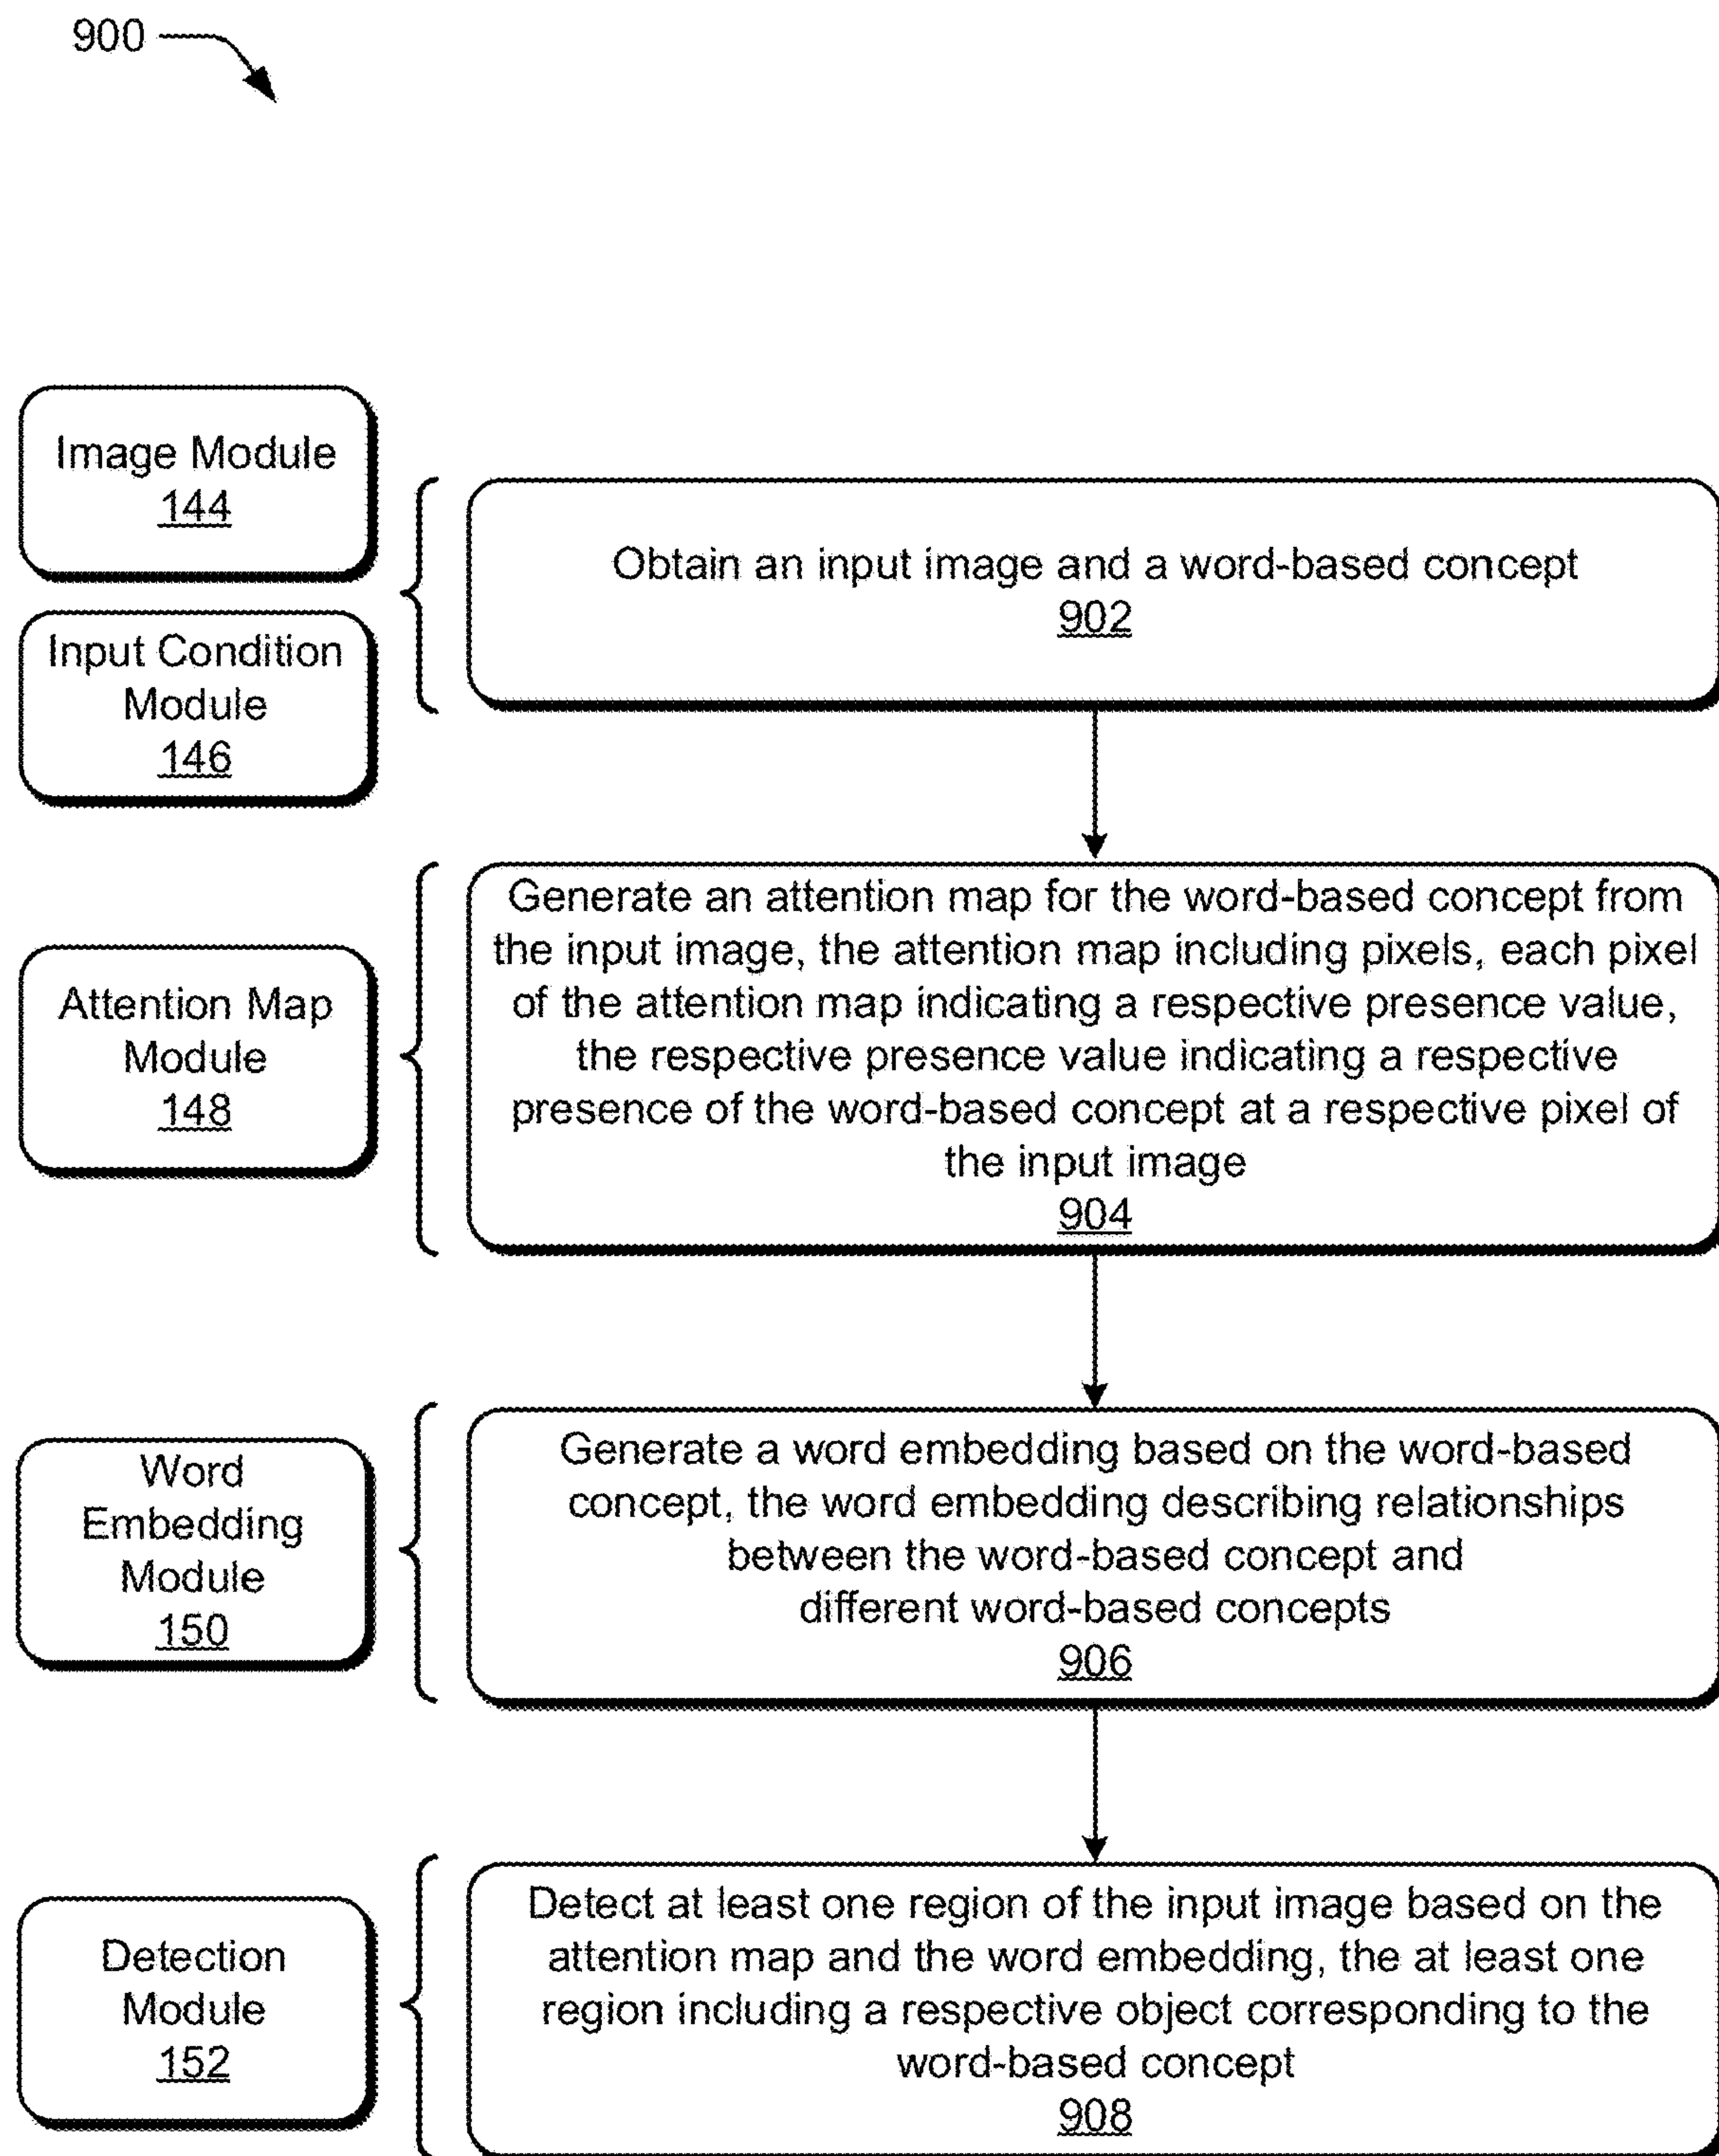 900
Image Module
144
Input Condition
Module
146
Obtain an input image and a word-based concept
902
Attention Map
Module
148
Generate an attention map for the word-based concept from
the input image, the attention map including pixels, each pixel
of the attention map indicating a respective presence value,
the respective presence value indicating a respective
presence of the word-based concept at a respective pixel of
the input image
904
Word
Embedding
Module
150
Generate a word embedding based on the word-based
concept, the word embedding describing relationships
between the word-based concept and
different word-based concepts
906
Detection
Module
152
Detect at least one region of the input image based on the
attention map and the word embedding, the at least one
region including a respective object corresponding to the
word-based concept
908